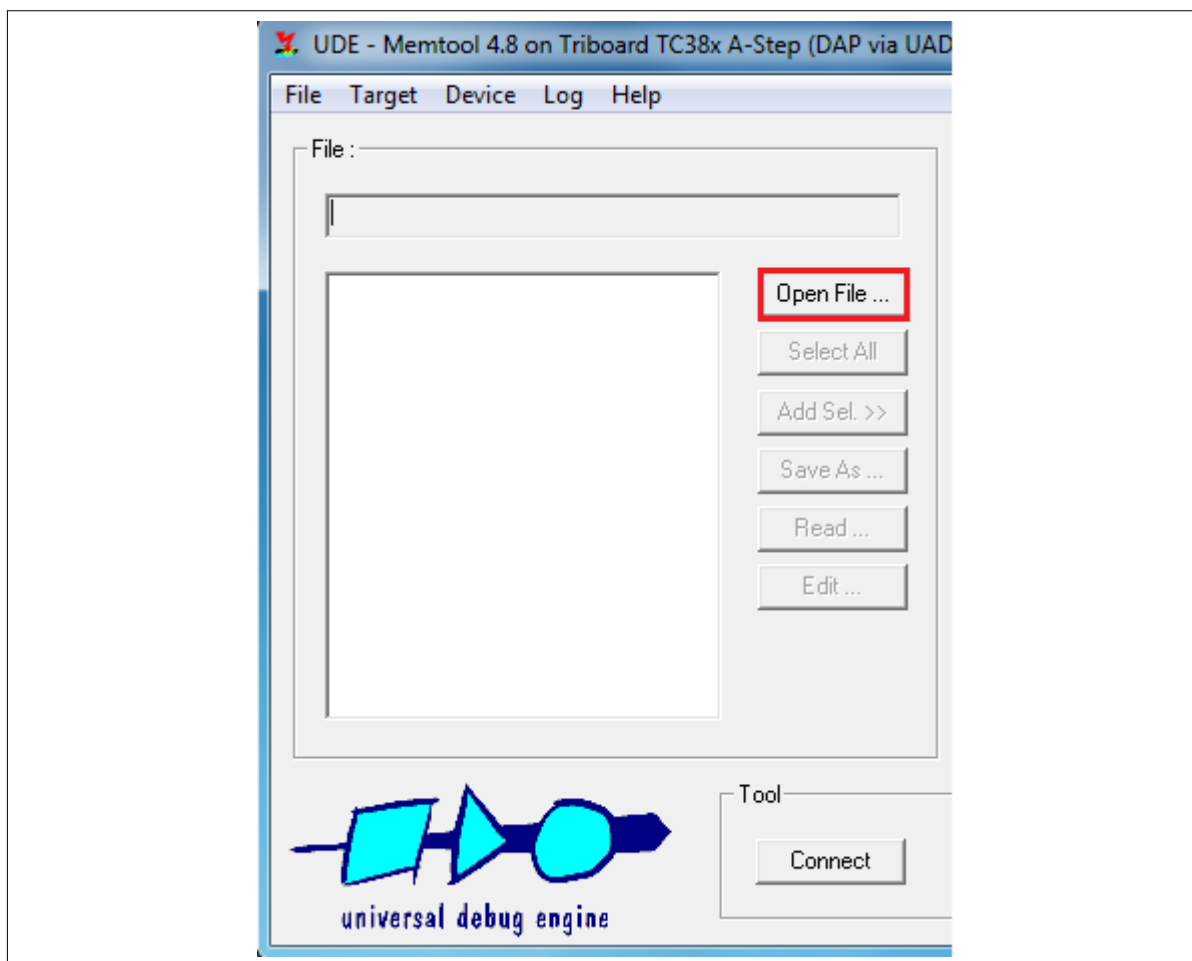 UDE - Memtool 4.8 on Triboard TC38x A-Step (DAP via UAD
File Target Device Log Help
File :
Open File ...
Select All
Add Sel. >>
Save As ...
Read ...
Edit ...
Tool
Connect
universal debug engine